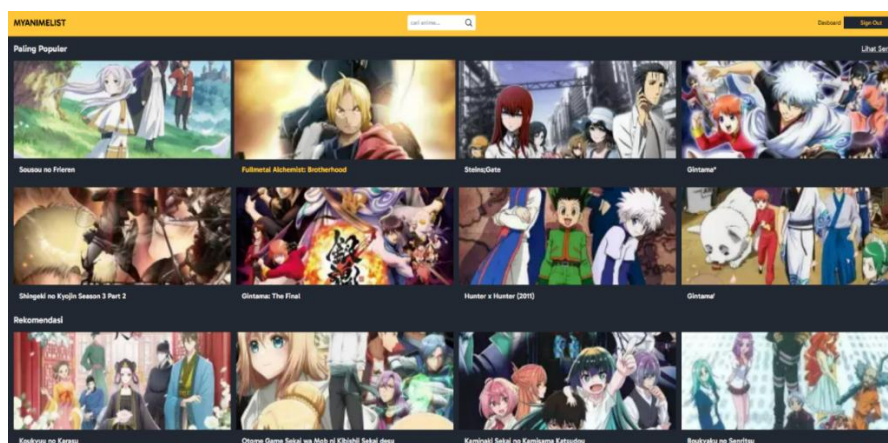 MYANIMELIST
cari anime...
Dasboard
Sign Out
Paling Populer
Lihat Sem
Sousou no Frieren
Fullmetal Alchemist: Brotherhood
Steins;Gate
Gintama°
Shingeki no Kyojin Season 3 Part 2
Gintama: The Final
Hunter x Hunter (2011)
Gintama'
Rekomendasi
Koukyuu no Karasu
Otome Game Sekai wa Mob ni Kibishii Sekai desu
Kaminaki Sekai no Kamisama Katsudou
Boukyaku no Senritsu